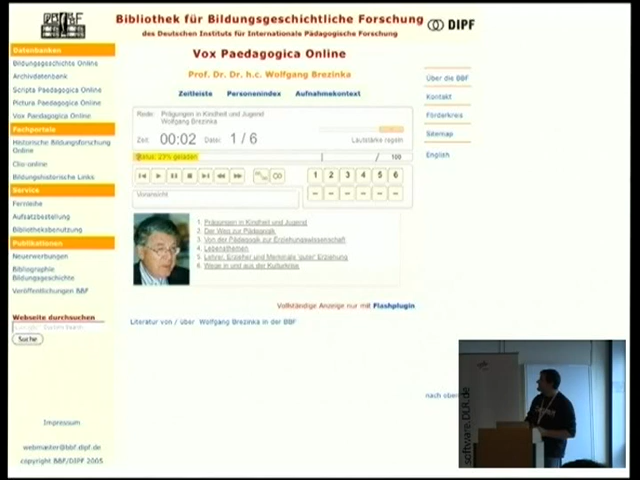 Bibliothek für Bildungsgeschichtliche Forschung
des Deutschen Instituts für Internationale Pädagogische Forschung
DIPF
Vox Paedagogica Online
Prof. Dr. Dr. h.c. Wolfgang Brezinka
Zeitleiste Personenindex Aufnahmekontext
Datenbanken
Bildungsgeschichte Online
Archivdatenbank
Scripta Paedagogica Online
Pictura Paedagogica Online
Vox Paedagogica Online
Fachportale
Historische Bildungsforschung
Online
Clio-online
Bildungshistorische Links
Service
Fernleihe
Aufsatzbestellung
Bibliotheksbenutzung
Publikationen
Neuerwerbungen
Bibliographie
Bildungsgeschichte
Veröffentlichungen BBF
Webseite durchsuchen
Suche
Impressum
webmaster@bbf.dipf.de
copyright BBF/DIPF 2005
Rede: Prägungen in Kindheit und Jugend
Wolfgang Brezinka
Zeit: 00:02 Datei: 1 / 6
Lautstärke regeln
Status: 23% geladen
100
1 2 3 4 5 6
Voransicht
1. Prägungen in Kindheit und Jugend
2. Der Weg zur Pädagogik
3. Von der Pädagogik zur Erziehungswissenschaft
4. Lebensthemen
5. Lehrer, Erzieher und Merkmale 'guter' Erziehung
6. Wege in und aus der Kulturkrise
Vollständige Anzeige nur mit Flashplugin
Literatur von / über Wolfgang Brezinka in der BBF
Über die BBF
Kontakt
Förderkreis
Sitemap
English
nach oben
software.DLR.de